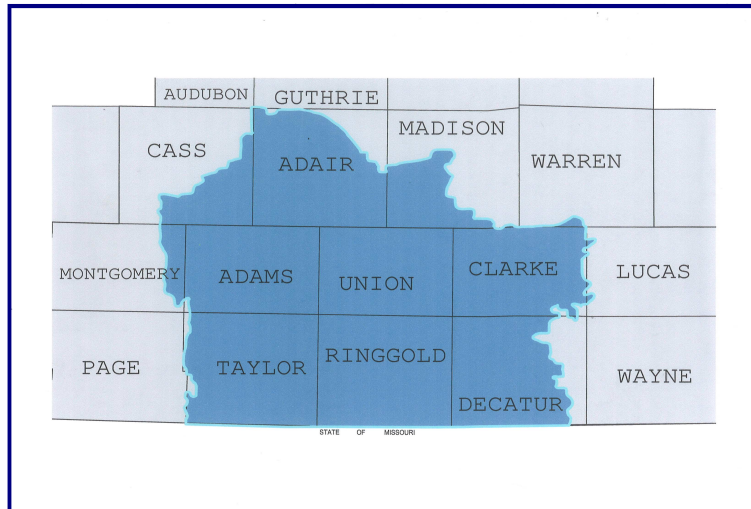 AUDUBON
GUTHRIE
CASS
ADAIR
MADISON
WARREN
MONTGOMERY
ADAMS
UNION
CLARKE
LUCAS
PAGE
TAYLOR
RINGGOLD
DECATUR
WAYNE
STATE OF MISSOURI